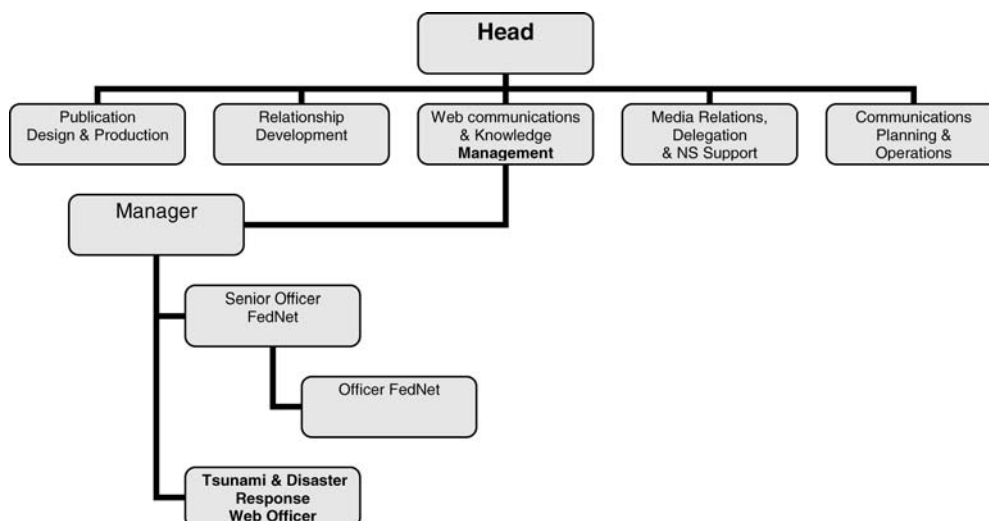 Head
Publication
Design & Production
Relationship
Development
Web communications
& Knowledge
Management
Media Relations,
Delegation
& NS Support
Communications
Planning &
Operations
Manager
Senior Officer
FedNet
Officer FedNet
Tsunami & Disaster
Response
Web Officer